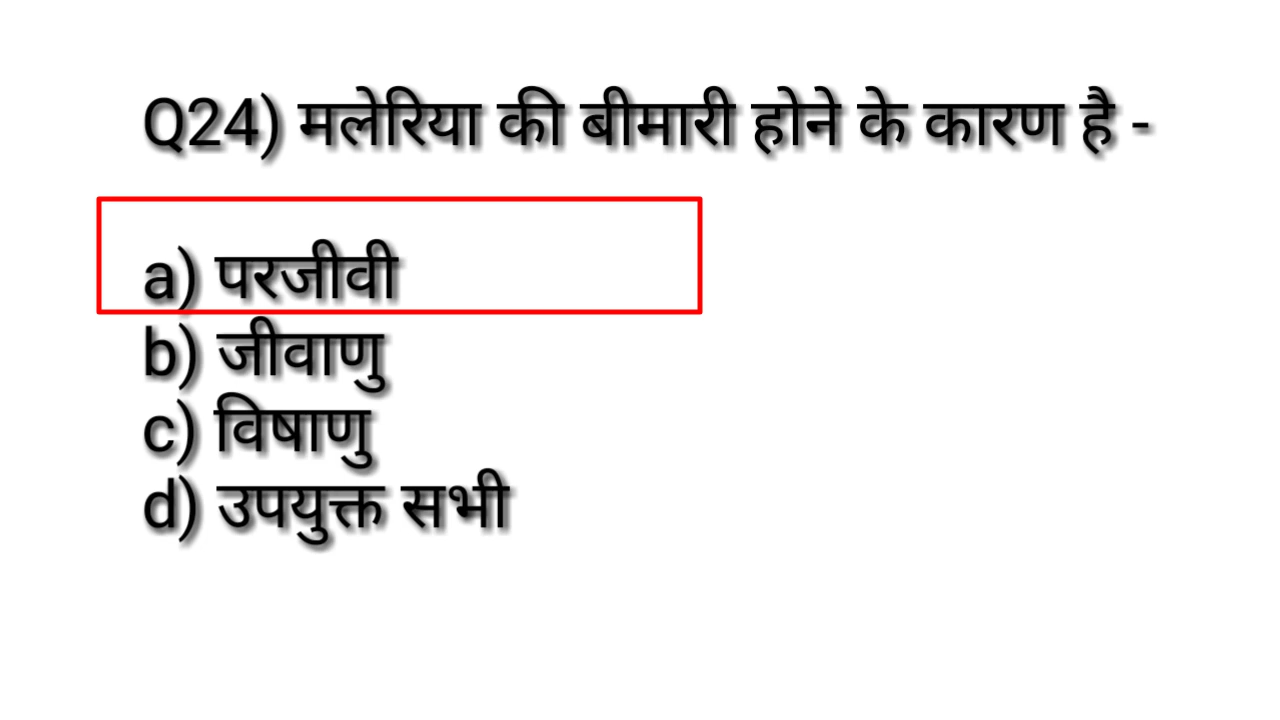 Q24) मलेरिया की बीमारी होने के कारण है -
a) परजीवी
b) जीवाणु
c) विषाणु
d) उपयुक्त सभी